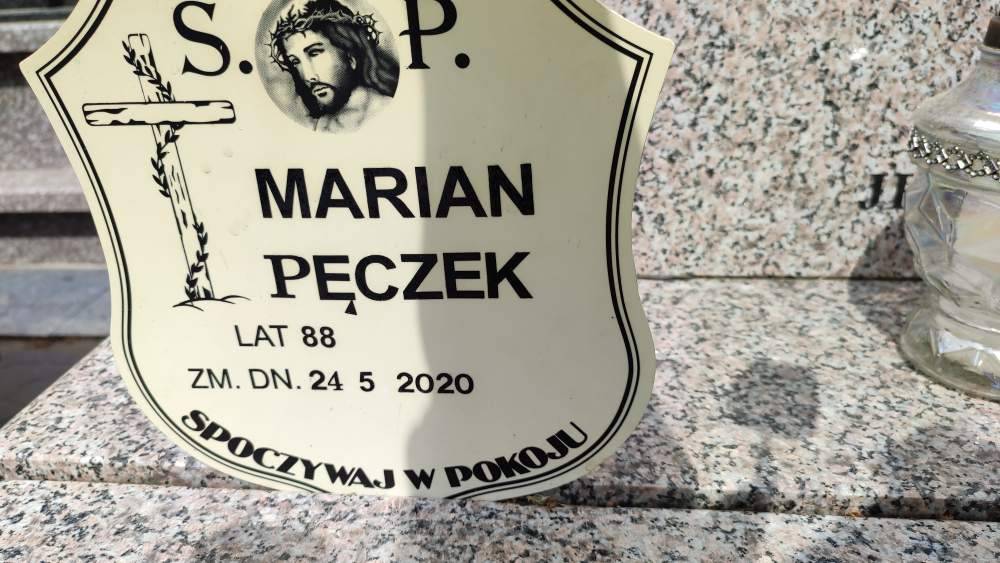 S. P.
MARIAN
PĘCZEK
LAT 88
ZM. DN. 24 5 2020
SPOCZYWAJ W POKOJU